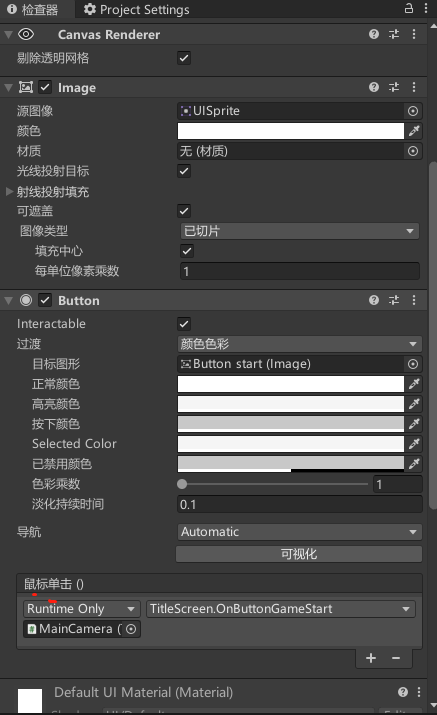 检查器 Project Settings
Canvas Renderer
剔除透明网格
Image
源图像 UISprite
颜色
材质 无 (材质)
光线投射目标
射线投射填充
可遮盖
图像类型 已切片
填充中心
每单位像素乘数 1
Button
Interactable
过渡 颜色色彩
目标图形 Button start (Image)
正常颜色
高亮颜色
按下颜色
Selected Color
已禁用颜色
色彩乘数 1
淡化持续时间 0.1
导航 Automatic
可视化
鼠标单击 ()
Runtime Only TitleScreen.OnButtonGameStart
MainCamera (
Default UI Material (Material)